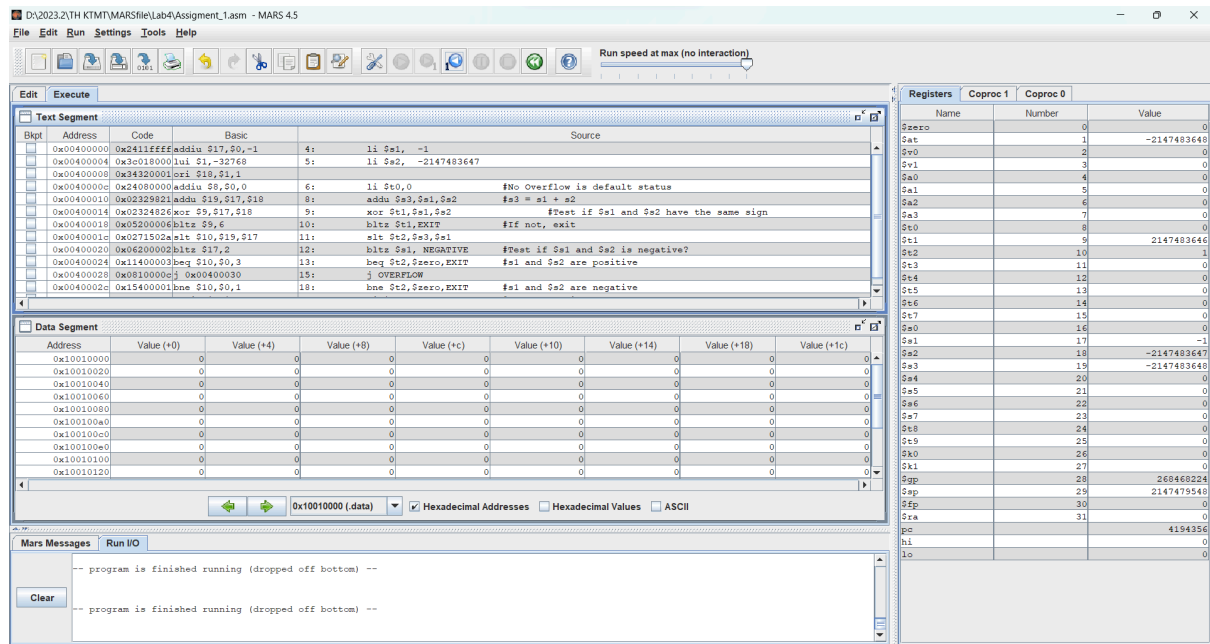 D:\2023.2\TH KTMT\MARSfile\Lab4\Assigment_1.asm - MARS 4.5
File Edit Run Settings Tools Help
Run speed at max (no interaction)
Edit Execute
Text Segment
Bkpt Address Code Basic Source
0x00400000 0x2411ffff addiu $17,$0,-1 4: li $s1, -1
0x00400004 0x3c018000 lui $1,-32768 5: li $s2, -2147483647
0x00400008 0x34320001 ori $18,$1,1
0x0040000c 0x24080000 addiu $8,$0,0 6: li $t0,0 #No Overflow is default status
0x00400010 0x02329821 addu $19,$17,$18 8: addu $s3,$s1,$s2 #s3 = s1 + s2
0x00400014 0x02324826 xor $9,$17,$18 9: xor $t1,$s1,$s2 #Test if $s1 and $s2 have the same sign
0x00400018 0x05200006 bltz $9,6 10: bltz $t1,EXIT #If not, exit
0x0040001c 0x0271502a slt $10,$19,$17 11: slt $t2,$s3,$s1
0x00400020 0x06200002 bltz $17,2 12: bltz $s1, NEGATIVE #Test if $s1 and $s2 is negative?
0x00400024 0x11400003 beq $10,$0,3 13: beq $t2,$zero,EXIT #s1 and $s2 are positive
0x00400028 0x0810000c j 0x00400030 15: j OVERFLOW
0x0040002c 0x15400001 bne $10,$0,1 18: bne $t2,$zero,EXIT #s1 and $s2 are negative
Data Segment
Address Value (+0) Value (+4) Value (+8) Value (+c) Value (+10) Value (+14) Value (+18) Value (+1c)
0x10010000 0 0 0 0 0 0 0 0
0x10010020 0 0 0 0 0 0 0 0
0x10010040 0 0 0 0 0 0 0 0
0x10010060 0 0 0 0 0 0 0 0
0x10010080 0 0 0 0 0 0 0 0
0x100100a0 0 0 0 0 0 0 0 0
0x100100c0 0 0 0 0 0 0 0 0
0x100100e0 0 0 0 0 0 0 0 0
0x10010100 0 0 0 0 0 0 0 0
0x10010120 0 0 0 0 0 0 0 0
0x10010000 (.data) Hexadecimal Addresses Hexadecimal Values ASCII
Mars Messages Run I/O
Clear
-- program is finished running (dropped off bottom) --
-- program is finished running (dropped off bottom) --
Registers Coproc 1 Coproc 0
Name Number Value
$zero 0 0
$at 1 -2147483648
$v0 2 0
$v1 3 0
$a0 4 0
$a1 5 0
$a2 6 0
$a3 7 0
$t0 8 0
$t1 9 2147483646
$t2 10 1
$t3 11 0
$t4 12 0
$t5 13 0
$t6 14 0
$t7 15 0
$s0 16 0
$s1 17 -1
$s2 18 -2147483647
$s3 19 -2147483648
$s4 20 0
$s5 21 0
$s6 22 0
$s7 23 0
$t8 24 0
$t9 25 0
$k0 26 0
$k1 27 0
$gp 28 268468224
$sp 29 2147479548
$fp 30 0
$ra 31 0
pc 4194356
hi 0
lo 0